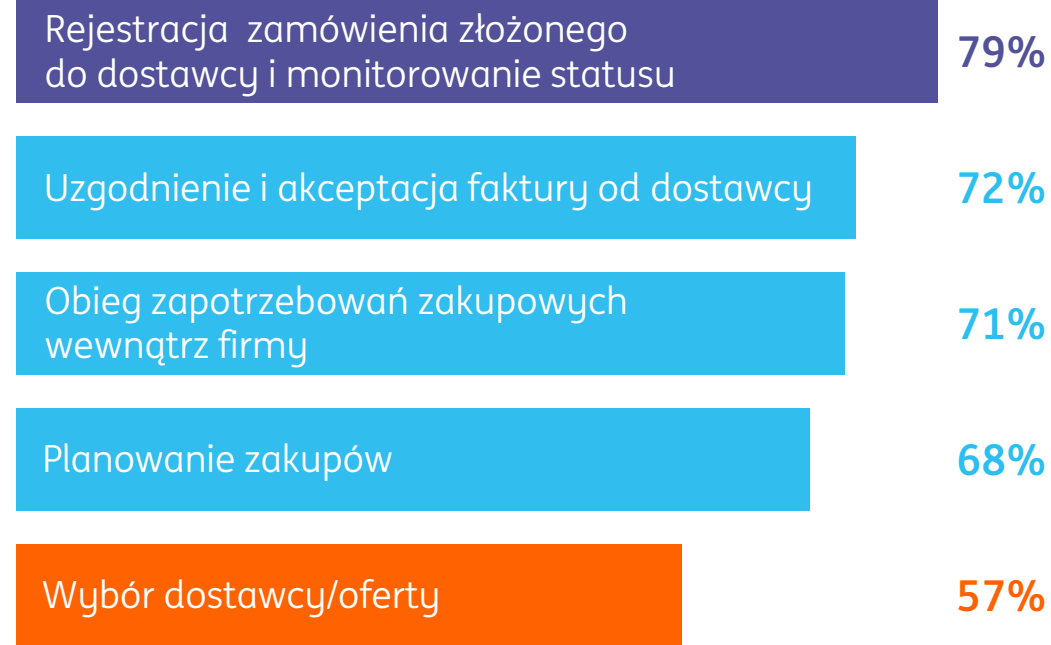 Rejestracja  zamówienia złożonego
do dostawcy i monitorowanie statusu
79%
Uzgodnienie i akceptacja faktury od dostawcy
72%
Obieg zapotrzebowań zakupowych
wewnątrz firmy
71%
Planowanie zakupów
68%
Wybór dostawcy/oferty
57%